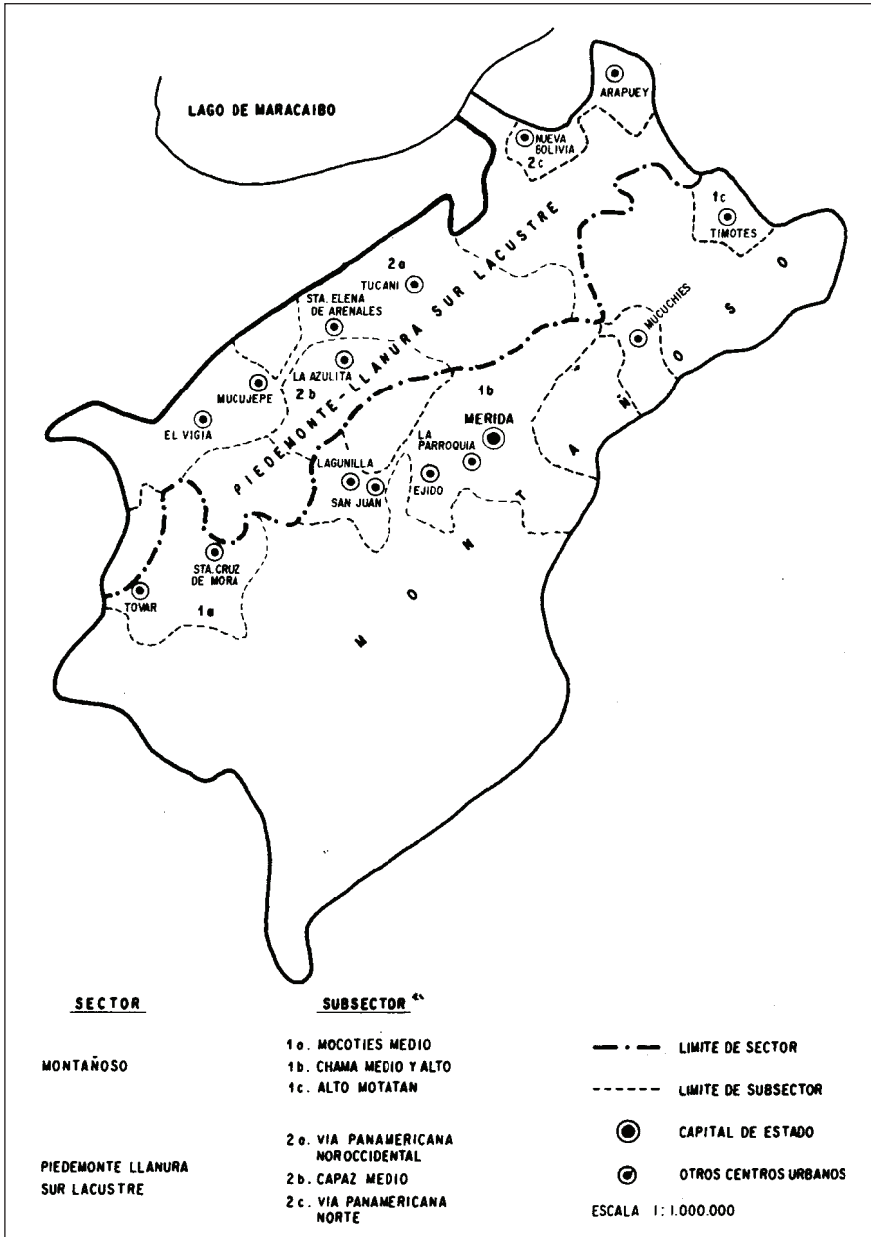 LAGO DE MARACAIBO
ARAPUEY
NUEVA
BOLIVIA
2c
1c
TIMOTES
2a
TUCANI
STA. ELENA
DE ARENALES
MUCUCHIES
LA AZULITA
MUCUJEPE
2b
EL VIGIA
PIEDEMONTE-LLANURA SUR LACUSTRE
1b
MERIDA
LA
PARROQUIA
LAGUNILLA
SAN JUAN
EJIDO
STA. CRUZ
DE MORA
TOVAR
1a
MONTAÑOSO
SECTOR
SUBSECTOR
MONTAÑOSO
1a. MOCOTIES MEDIO
1b. CHAMA MEDIO Y ALTO
1c. ALTO MOTATAN
PIEDEMONTE LLANURA
SUR LACUSTRE
2a. VIA PANAMERICANA
NOROCCIDENTAL
2b. CAPAZ MEDIO
2c. VIA PANAMERICANA
NORTE
LIMITE DE SECTOR
LIMITE DE SUBSECTOR
CAPITAL DE ESTADO
OTROS CENTROS URBANOS
ESCALA 1:1.000.000